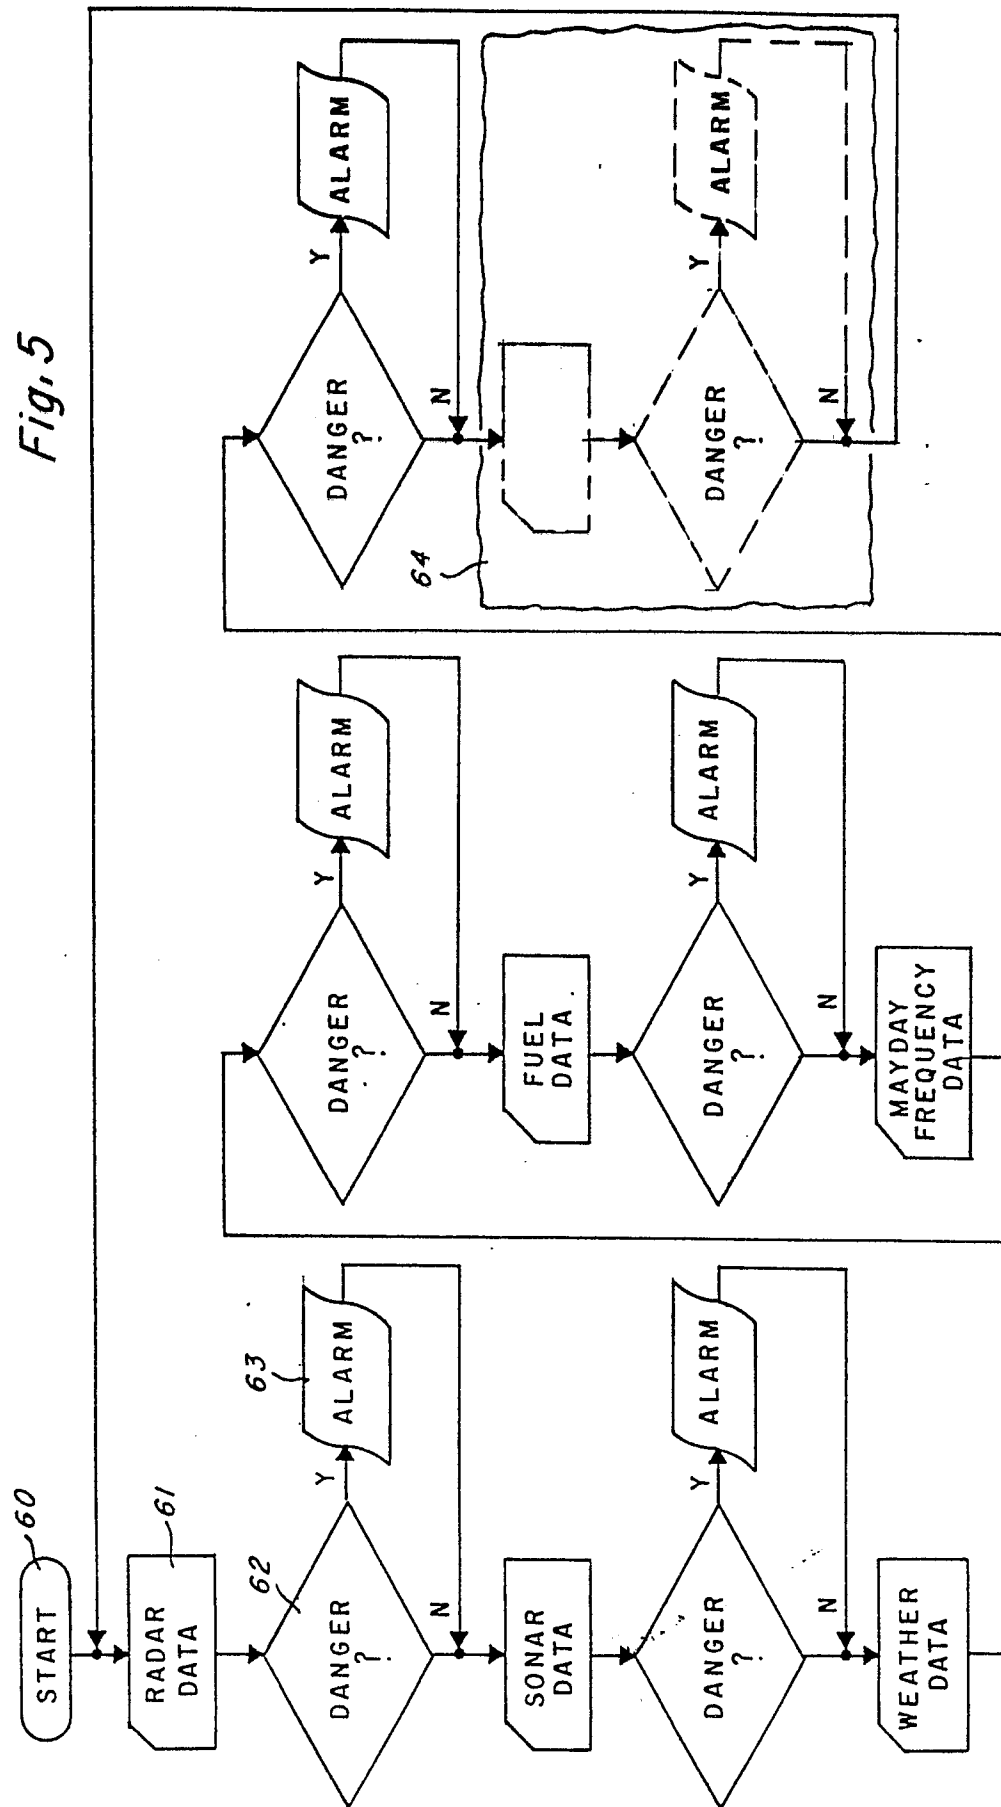 Fig. 5
START
60
RADAR
DATA
61
DANGER
?
62
Y
ALARM
63
N
SONAR
DATA
DANGER
?
Y
ALARM
N
WEATHER
DATA
DANGER
?
Y
ALARM
N
FUEL
DATA
DANGER
?
Y
ALARM
N
MAYDAY
FREQUENCY
DATA
DANGER
?
Y
ALARM
N
64
DANGER
?
Y
ALARM
N